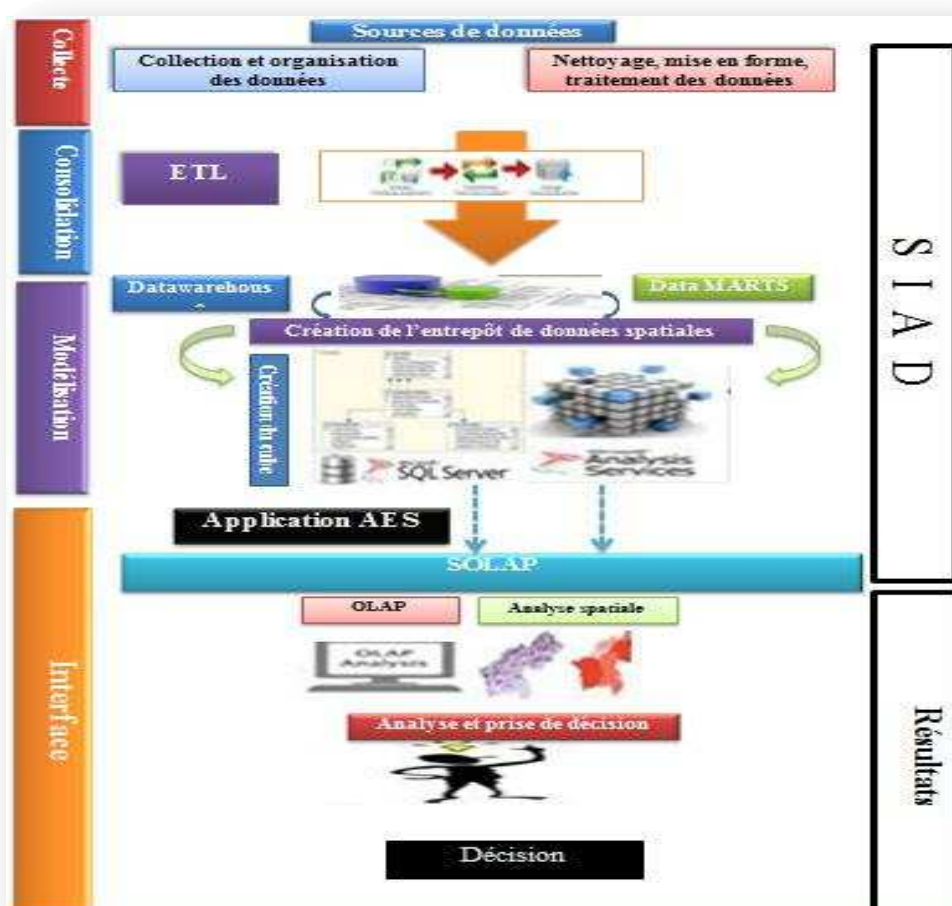 Collecte
Sources de données
Collection et organisation
des données
Nettoyage, mise en forme,
traitement des données
Consolidation
ETL
Modélisation
Datawarehous
Data MARTS
Création de l'entrepôt de données spatiales
Création du cube
SQL Server
Analysis
Services
Application AES
SOLAP
Interface
OLAP
Analyse spatiale
OLAP
Analysis
Analyse et prise de décision
Décision
SIAD
Résultats